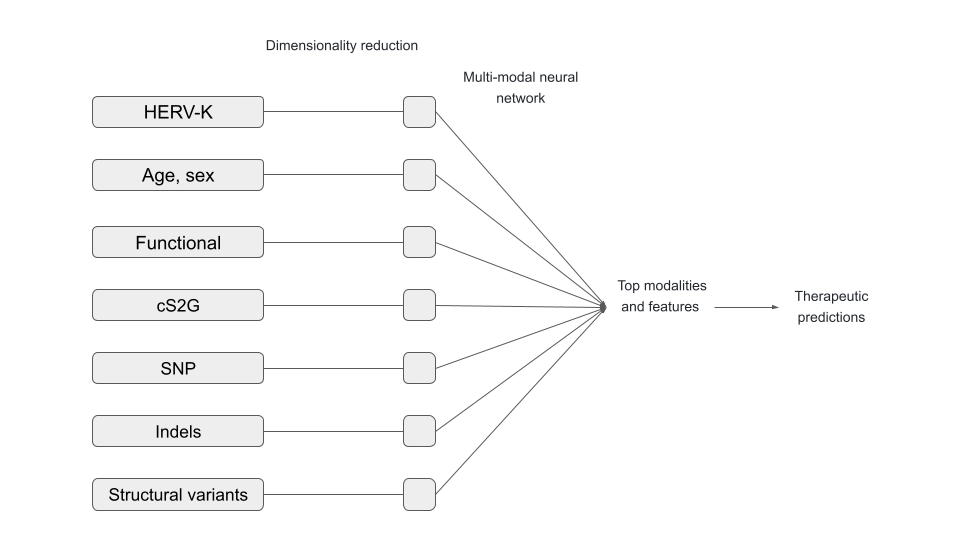 Dimensionality reduction
Multi-modal neural
network
HERV-K
Age, sex
Functional
cS2G
SNP
Indels
Structural variants
Top modalities
and features
Therapeutic
predictions